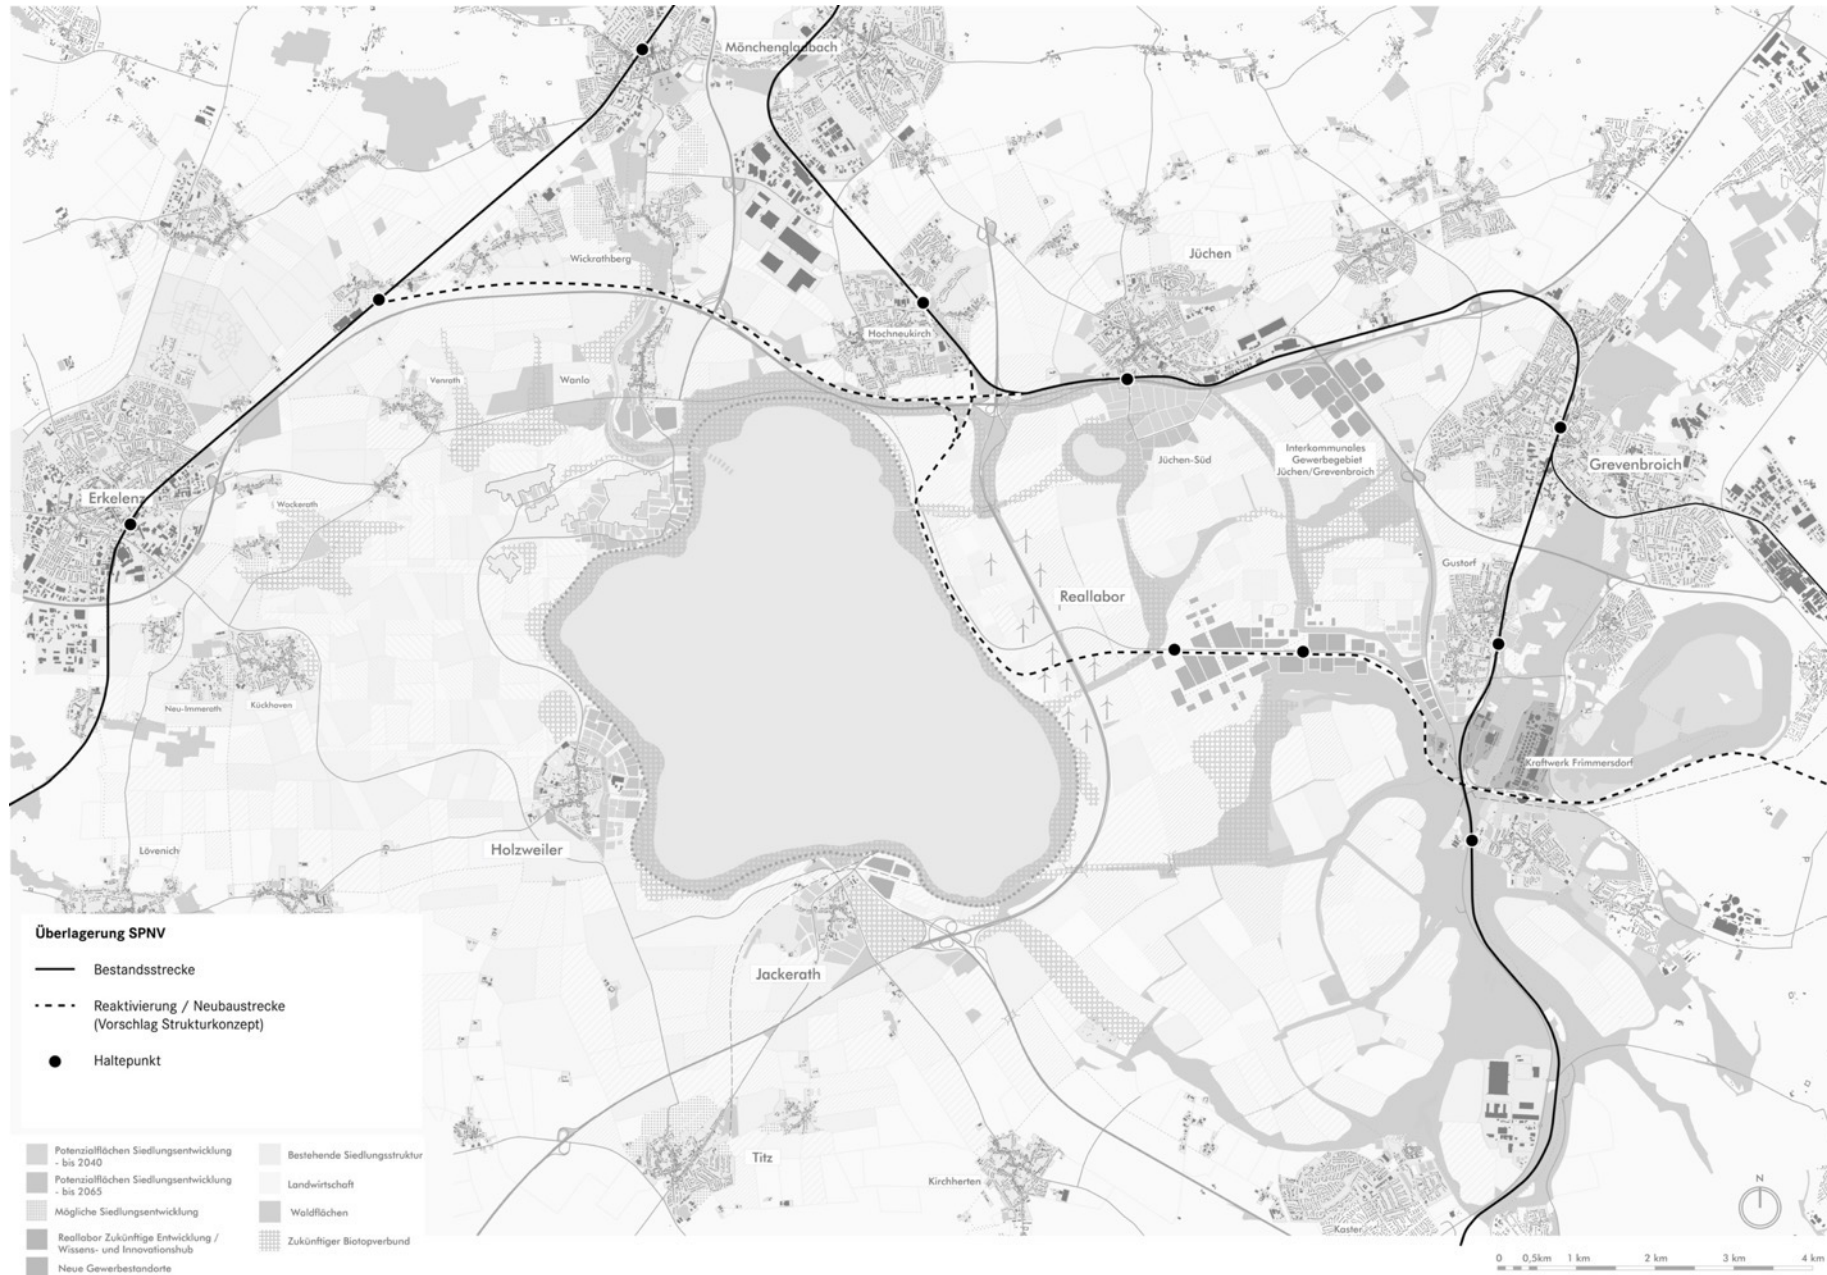 Mönchengladbach
Wickrathberg
Jüchen
Hochneukirch
Venrath
Wanlo
Jüchen-Süd
Interkommunales
Gewerbegebiet
Jüchen/Grevenbroich
Grevenbroich
Erkelenz
Wockerath
Gustorf
Reallabor
Neu-Immerath
Kückhoven
Kraftwerk Frimmersdorf
Holzweiler
Lövenich
Jackerath
Titz
Kirchherten
Kaster
Überlagerung SPNV
Bestandsstrecke
Reaktivierung / Neubaustrecke
(Vorschlag Strukturkonzept)
Haltepunkt
Potenzialflächen Siedlungsentwicklung
- bis 2040
Potenzialflächen Siedlungsentwicklung
- bis 2065
Mögliche Siedlungsentwicklung
Reallabor Zukünftige Entwicklung /
Wissens- und Innovationshub
Neue Gewerbestandorte
Bestehende Siedlungsstruktur
Landwirtschaft
Waldflächen
Zukünftiger Biotopverbund
N
0 0,5km 1 km 2 km 3 km 4 km